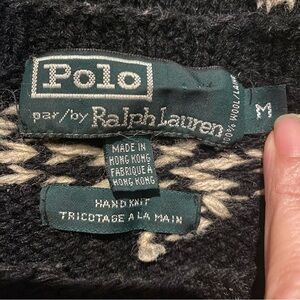 Polo
par/by Ralph Lauren
100% WOOL/LAINE
M
MADE IN
HONG KONG
FABRIQUE A
HONG KONG
HAND KNIT
TRICOTAGE A LA MAIN